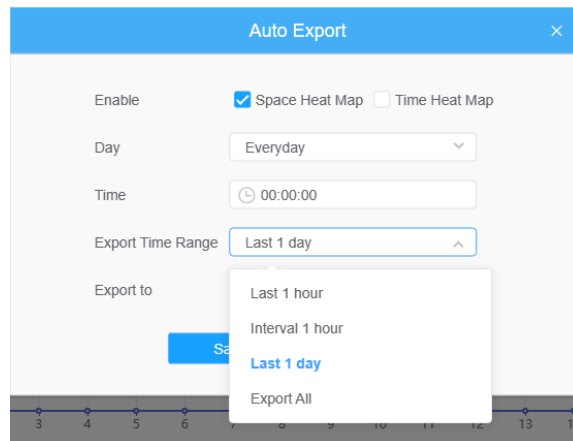 Auto Export
Enable Space Heat Map Time Heat Map
Day Everyday
Time 00:00:00
Export Time Range Last 1 day
Export to
Last 1 hour
Interval 1 hour
Last 1 day
Export All
3 4 5 6 7 8 9 10 11 12 13